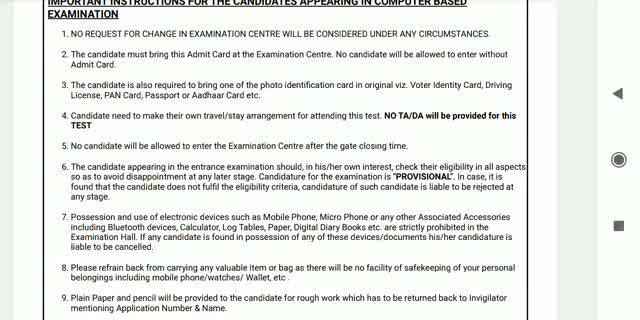 IMPORTANT INSTRUCTIONS FOR THE CANDIDATES APPEARING IN COMPUTER BASED
EXAMINATION
1. NO REQUEST FOR CHANGE IN EXAMINATION CENTRE WILL BE CONSIDERED UNDER ANY CIRCUMSTANCES.
2. The candidate must bring this Admit Card at the Examination Centre. No candidate will be allowed to enter without
Admit Card.
3. The candidate is also required to bring one of the photo identification card in original viz. Voter Identity Card, Driving
License, PAN Card, Passport or Aadhaar Card etc.
4. Candidate need to make their own travel/stay arrangement for attending this test. NO TA/DA will be provided for this
TEST
5. No candidate will be allowed to enter the Examination Centre after the gate closing time.
6. The candidate appearing in the entrance examination should, in his/her own interest, check their eligibility in all aspects
so as to avoid disappointment at any later stage. Candidature for the examination is "PROVISIONAL". In case, it is
found that the candidate does not fulfil the eligibility criteria, candidature of such candidate is liable to be rejected at
any stage.
7. Possession and use of electronic devices such as Mobile Phone, Micro Phone or any other Associated Accessories
including Bluetooth devices, Calculator, Log Tables, Paper, Digital Diary Books etc. are strictly prohibited in the
Examination Hall. If any candidate is found in possession of any of these devices/documents his/her candidature is
liable to be cancelled.
8. Please refrain back from carrying any valuable item or bag as there will be no facility of safekeeping of your personal
belongings including mobile phone/watches/ Wallet, etc .
9. Plain Paper and pencil will be provided to the candidate for rough work which has to be returned back to Invigilator
mentioning Application Number & Name.